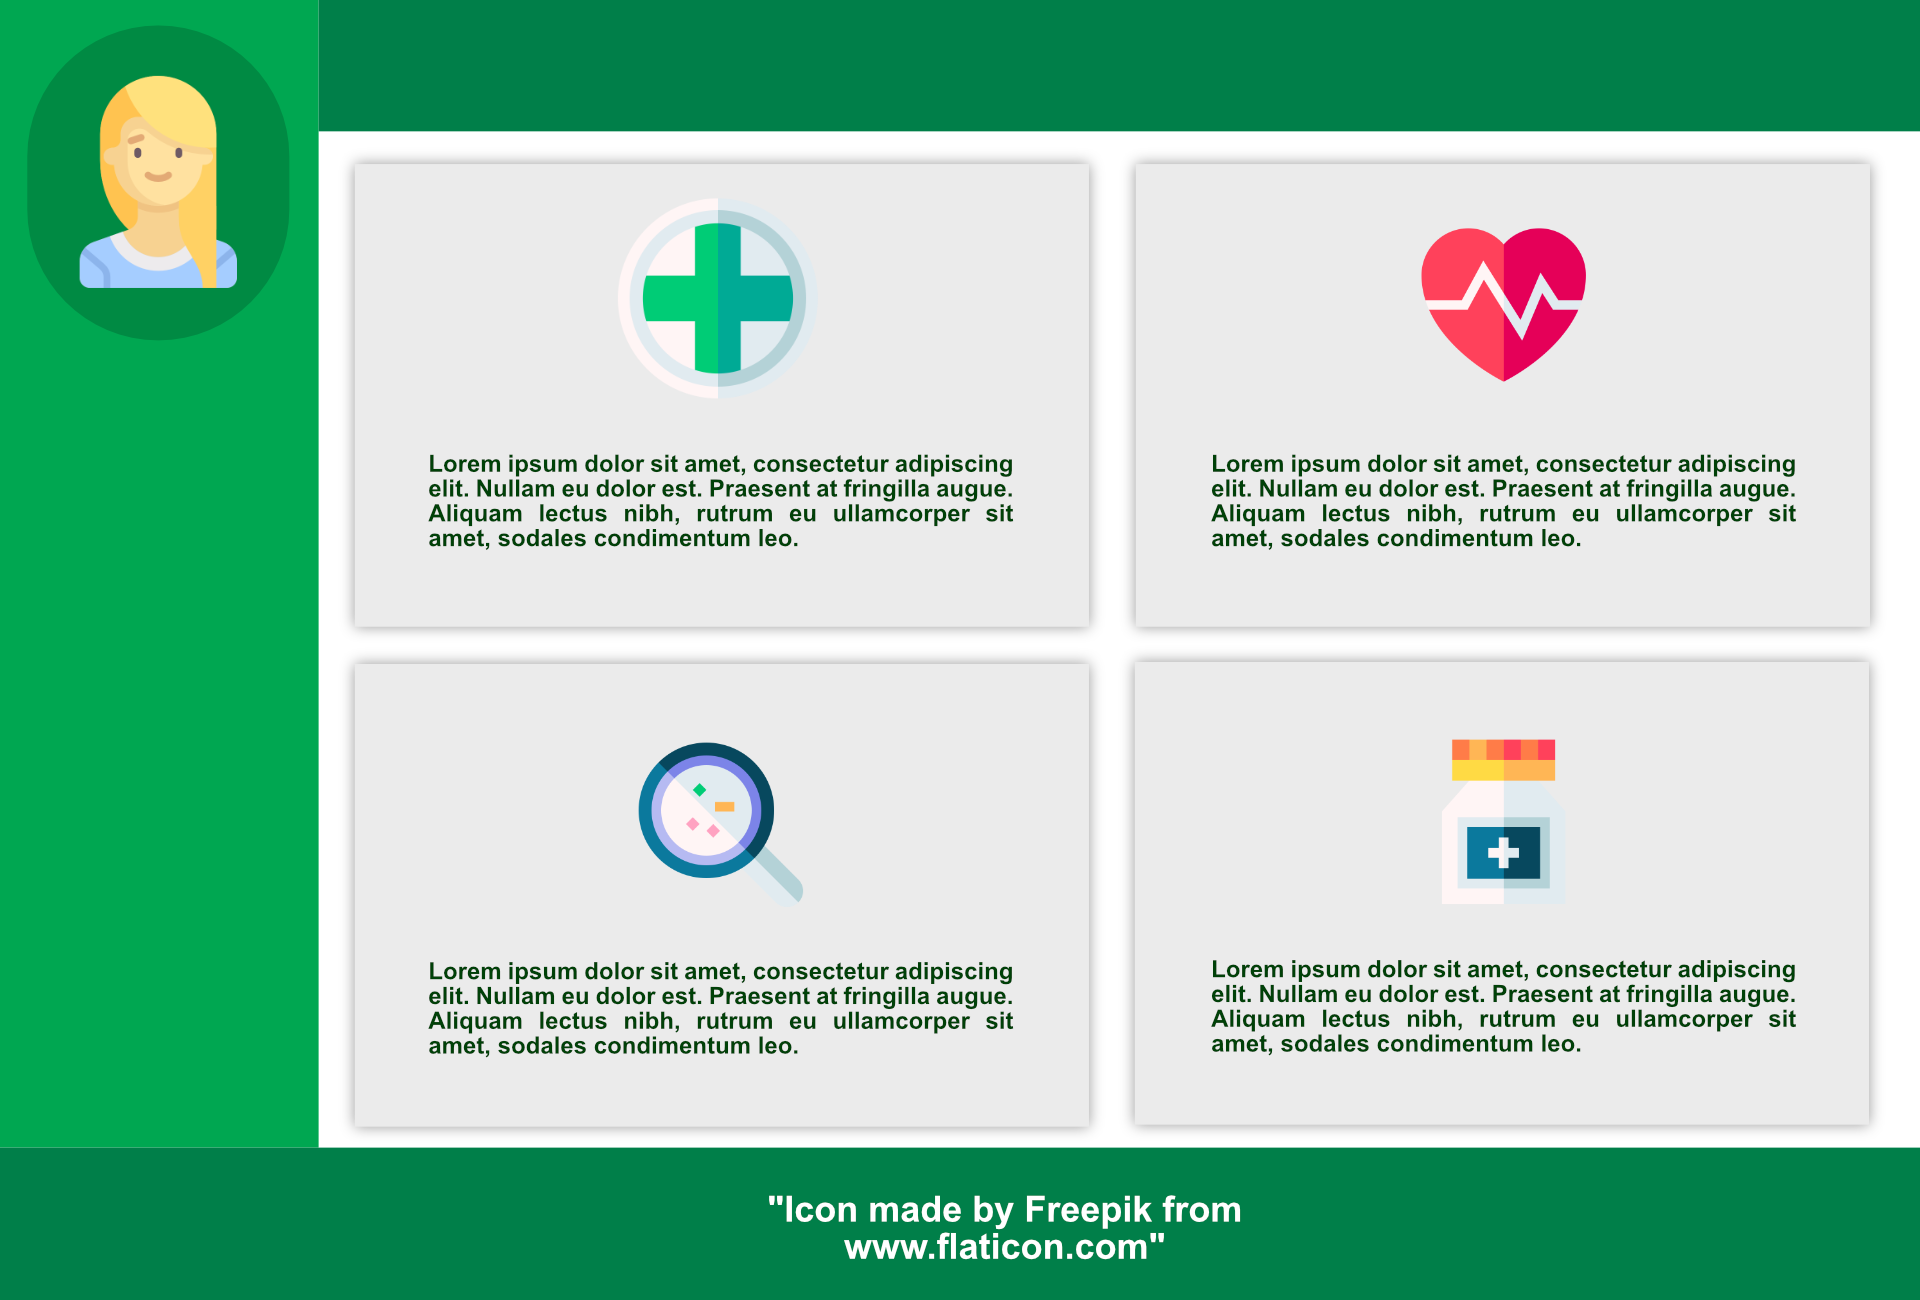 Lorem ipsum dolor sit amet, consectetur adipiscing
elit. Nullam eu dolor est. Praesent at fringilla augue.
Aliquam lectus nibh, rutrum eu ullamcorper sit
amet, sodales condimentum leo.
Lorem ipsum dolor sit amet, consectetur adipiscing
elit. Nullam eu dolor est. Praesent at fringilla augue.
Aliquam lectus nibh, rutrum eu ullamcorper sit
amet, sodales condimentum leo.
Lorem ipsum dolor sit amet, consectetur adipiscing
elit. Nullam eu dolor est. Praesent at fringilla augue.
Aliquam lectus nibh, rutrum eu ullamcorper sit
amet, sodales condimentum leo.
Lorem ipsum dolor sit amet, consectetur adipiscing
elit. Nullam eu dolor est. Praesent at fringilla augue.
Aliquam lectus nibh, rutrum eu ullamcorper sit
amet, sodales condimentum leo.
"Icon made by Freepik from
www.flaticon.com"